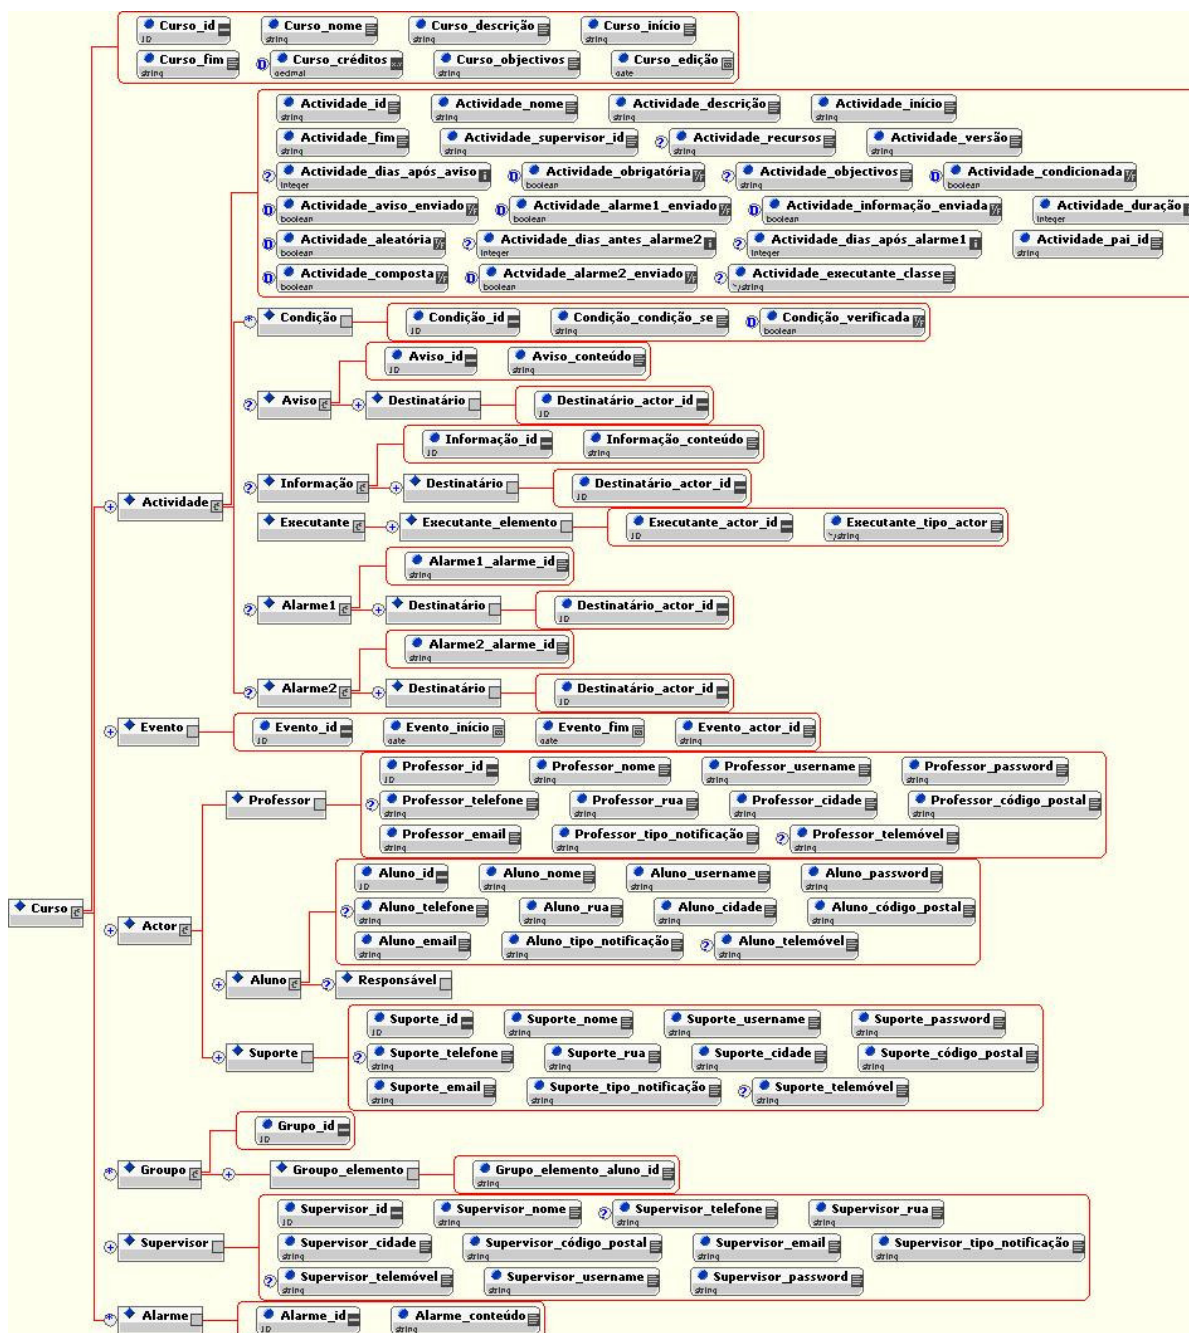 Curso_id Curso_nome Curso_descrição Curso_início
ID string string string
Curso_fim D Curso_créditos Curso_objectivos Curso_edição
string decimal string date
Actividade_id Actividade_nome Actividade_descrição Actividade_início
string string string string
Actividade_fim Actividade_supervisor_id ? Actividade_recursos Actividade_versão
string string string string
? Actividade_dias_após_aviso D Actividade_obrigatória ? Actividade_objectivos D Actividade_condicionada
integer boolean string boolean
D Actividade_aviso_enviado D Actividade_alarme1_enviado D Actividade_informação_enviada Actividade_duração
boolean boolean boolean integer
D Actividade_aleatória ? Actividade_dias_antes_alarme2 ? Actividade_dias_após_alarme1 Actividade_pai_id
boolean integer integer string
D Actividade_composta D Actvidade_alarme2_enviado ? Actividade_executante_classe
boolean boolean string
* Condição Condição_id Condição_condição_se D Condição_verificada
ID string boolean
Aviso_id Aviso_conteúdo
ID string
? Aviso + Destinatário Destinatário_actor_id
ID
Informação_id Informação_conteúdo
ID string
? Informação + Destinatário Destinatário_actor_id
ID
+ Actividade
Executante + Executante_elemento Executante_actor_id Executante_tipo_actor
ID string
Alarme1_alarme_id
string
? Alarme1 + Destinatário Destinatário_actor_id
ID
Alarme2_alarme_id
string
? Alarme2 + Destinatário Destinatário_actor_id
ID
+ Evento Evento_id Evento_início Evento_fim Evento_actor_id
ID date date string
Professor_id Professor_nome Professor_username Professor_password
ID string string string
Professor ? Professor_telefone Professor_rua Professor_cidade Professor_código_postal
string string string string
Professor_email Professor_tipo_notificação ? Professor_telemóvel
string string string
Aluno_id Aluno_nome Aluno_username Aluno_password
ID string string string
? Aluno_telefone Aluno_rua Aluno_cidade Aluno_código_postal
string string string string
Curso
+ Actor
Aluno_email Aluno_tipo_notificação ? Aluno_telemóvel
string string string
+ Aluno ? Responsável
Suporte_id Suporte_nome Suporte_username Suporte_password
ID string string string
+ Suporte ? Suporte_telefone Suporte_rua Suporte_cidade Suporte_código_postal
string string string string
Suporte_email Suporte_tipo_notificação ? Suporte_telemóvel
string string string
Grupo_id
ID
* Groupo + Groupo_elemento Grupo_elemento_aluno_id
string
Supervisor_id Supervisor_nome ? Supervisor_telefone Supervisor_rua
ID string string string
+ Supervisor Supervisor_cidade Supervisor_código_postal Supervisor_email Supervisor_tipo_notificação
string string string string
? Supervisor_telemóvel Supervisor_username Supervisor_password
string string string
* Alarme Alarme_id Alarme_conteúdo
ID string